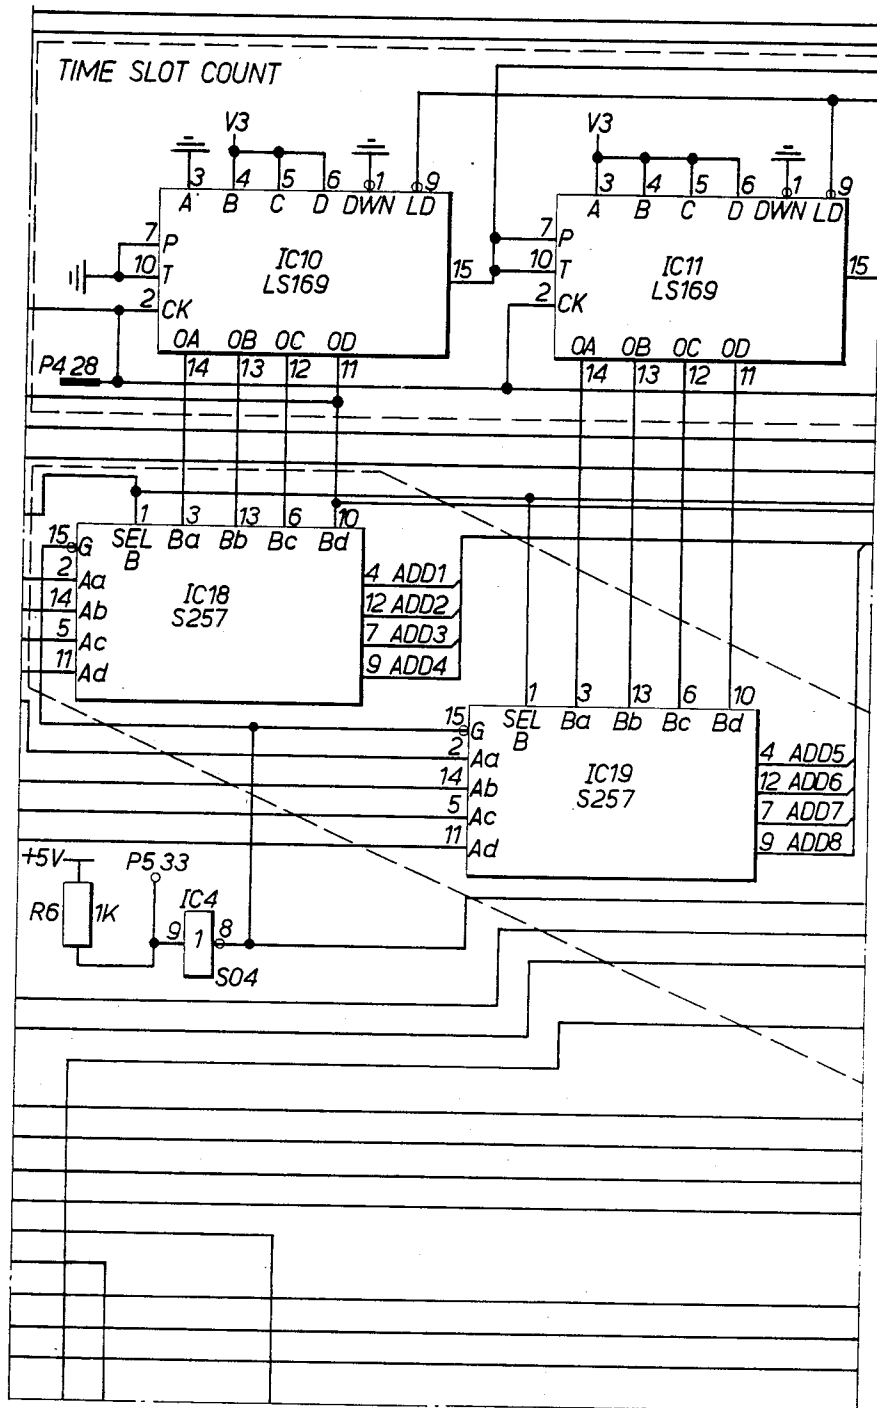 TIME SLOT COUNT
V3
V3
3 4 5 6 1 9
A B C D DWN LD
3 4 5 6 1 9
A B C D DWN LD
7 P
10 T
2 CK
IC10
LS169
15
7 P
10 T
2 CK
IC11
LS169
15
OA OB OC OD
14 13 12 11
OA OB OC OD
14 13 12 11
P4 28
1 3 13 6 10
SEL B Ba Bb Bc Bd
15 G
2 Aa
14 Ab
5 Ac
11 Ad
IC18
S257
4 ADD1
12 ADD2
7 ADD3
9 ADD4
1 3 13 6 10
SEL B Ba Bb Bc Bd
15 G
2 Aa
14 Ab
5 Ac
11 Ad
IC19
S257
4 ADD5
12 ADD6
7 ADD7
9 ADD8
+5V
R6 1K
P5 33
IC4
9 1 8
S04